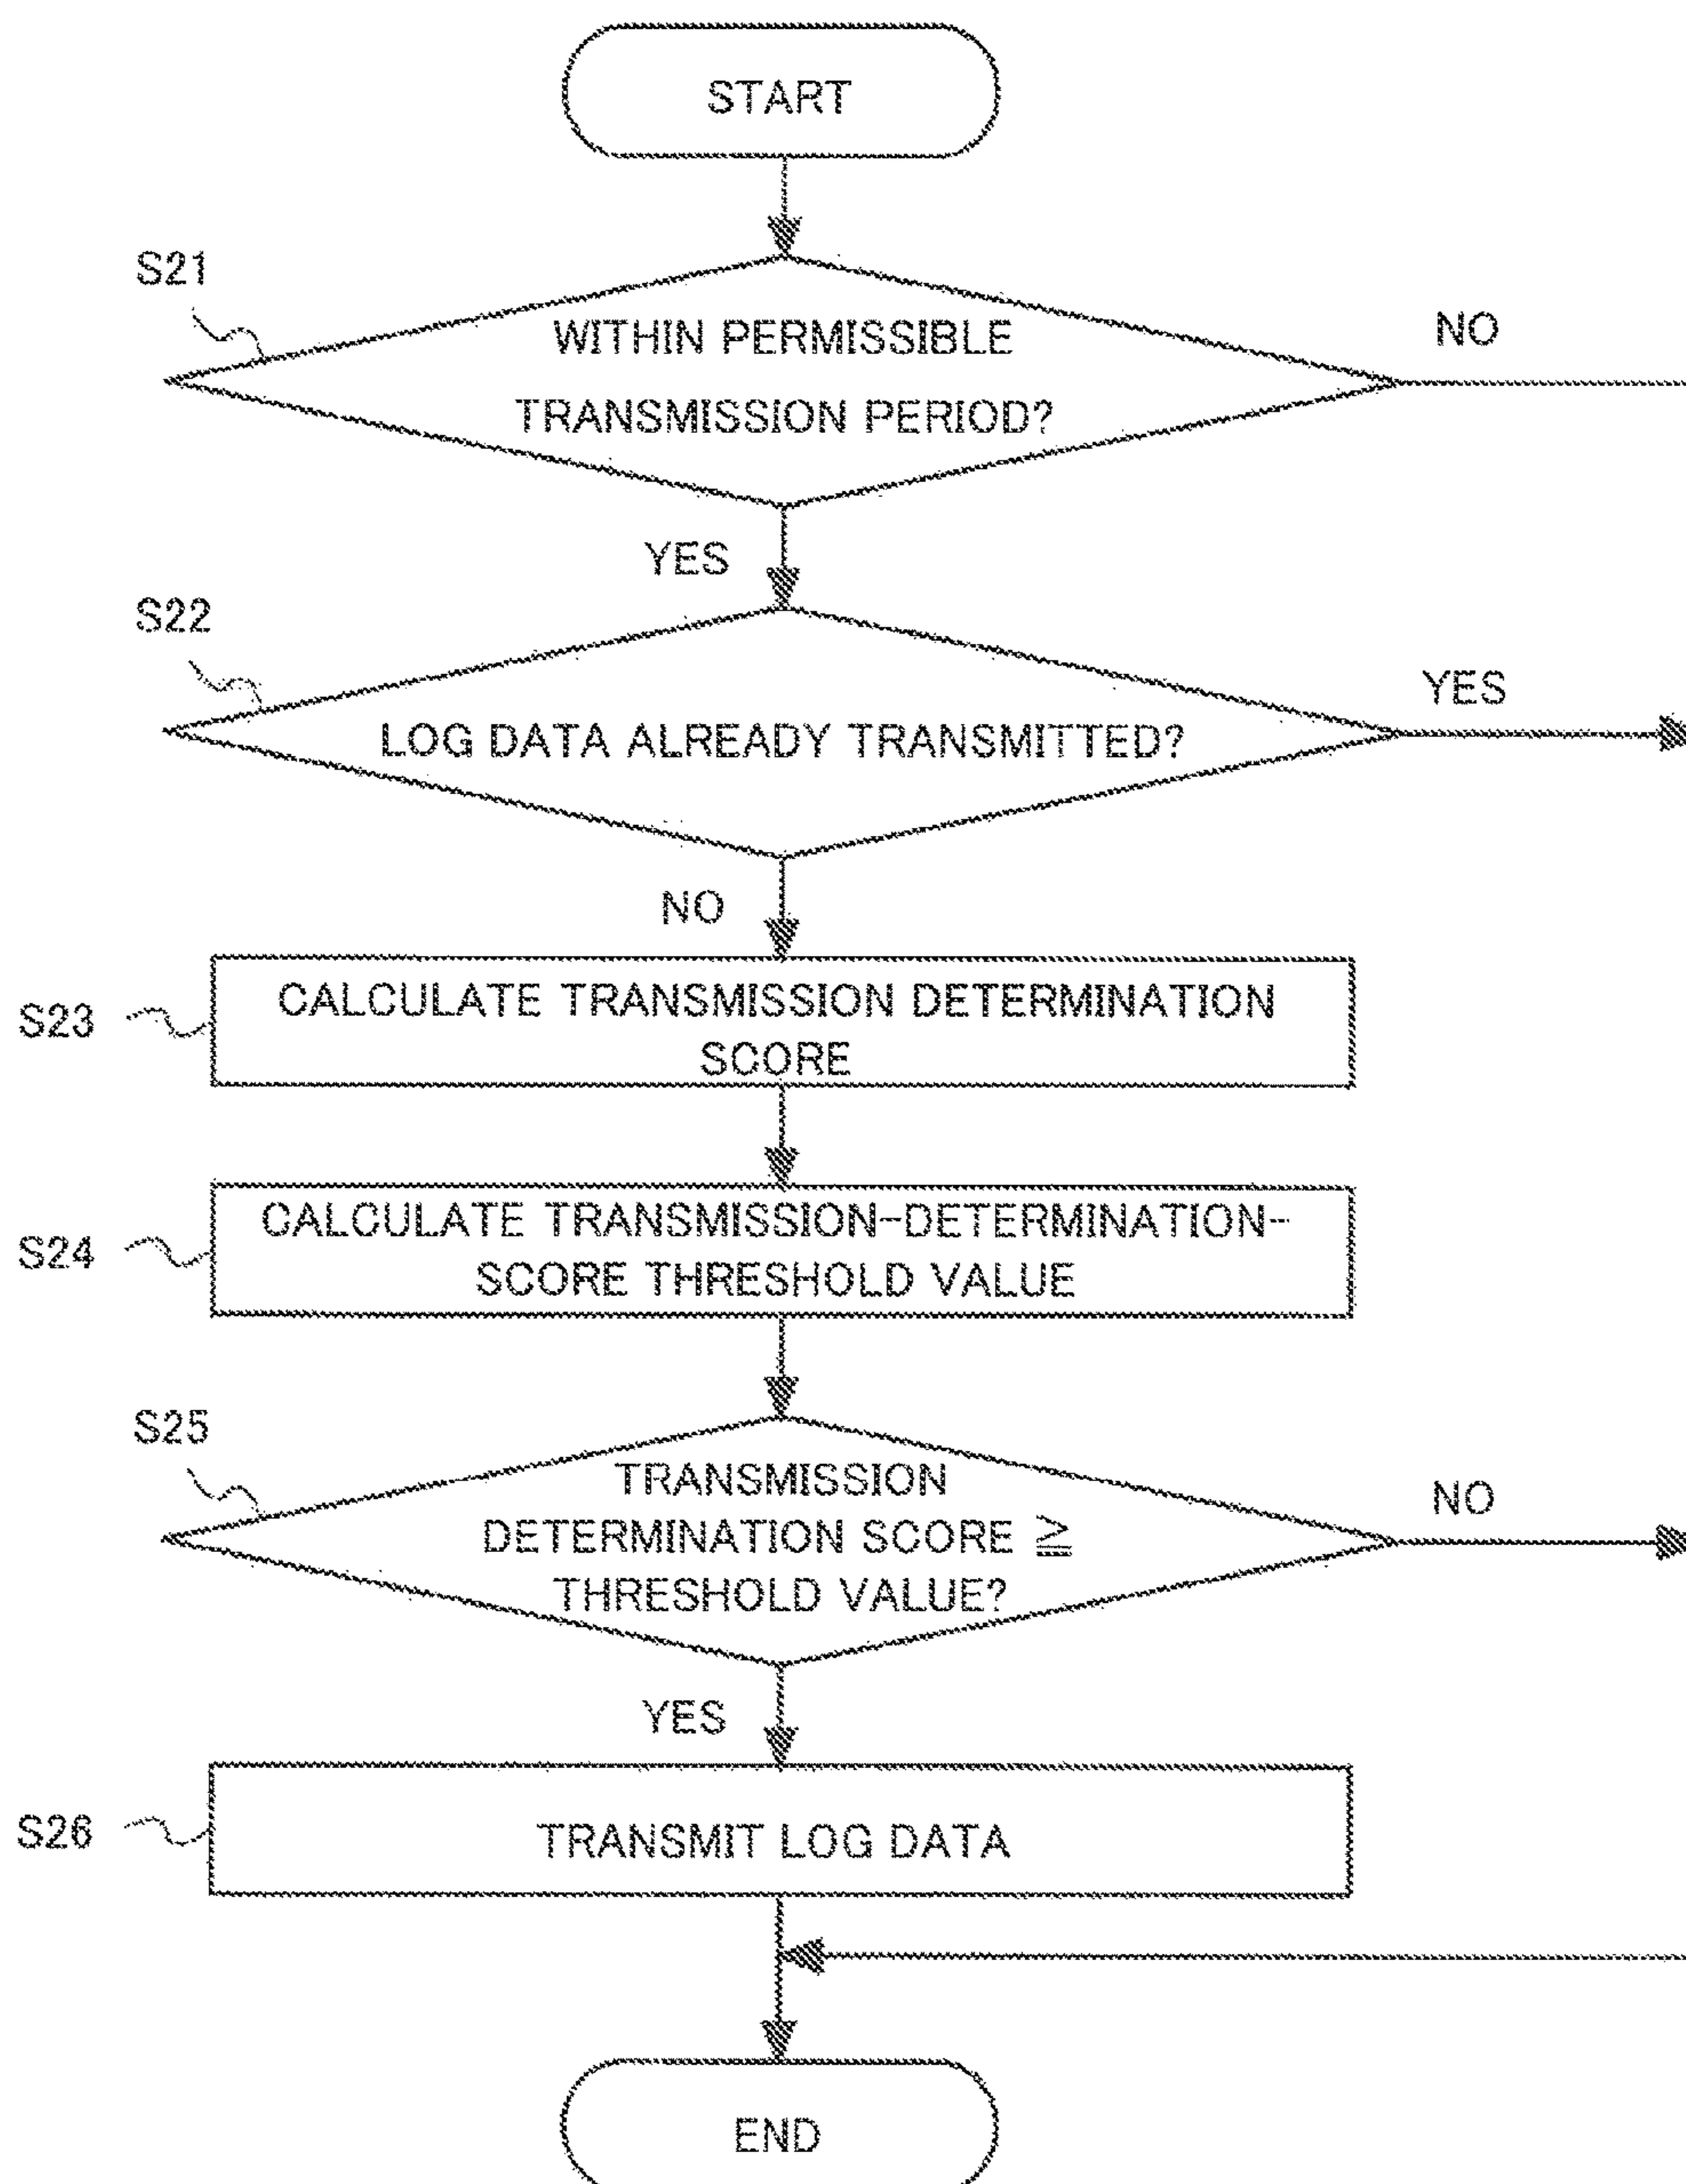 START
S21
WITHIN PERMISSIBLE
TRANSMISSION PERIOD?
NO
YES
S22
LOG DATA ALREADY TRANSMITTED?
YES
NO
S23
CALCULATE TRANSMISSION DETERMINATION
SCORE
S24
CALCULATE TRANSMISSION-DETERMINATION-
SCORE THRESHOLD VALUE
S25
TRANSMISSION
DETERMINATION SCORE ≧
THRESHOLD VALUE?
NO
YES
S26
TRANSMIT LOG DATA
END